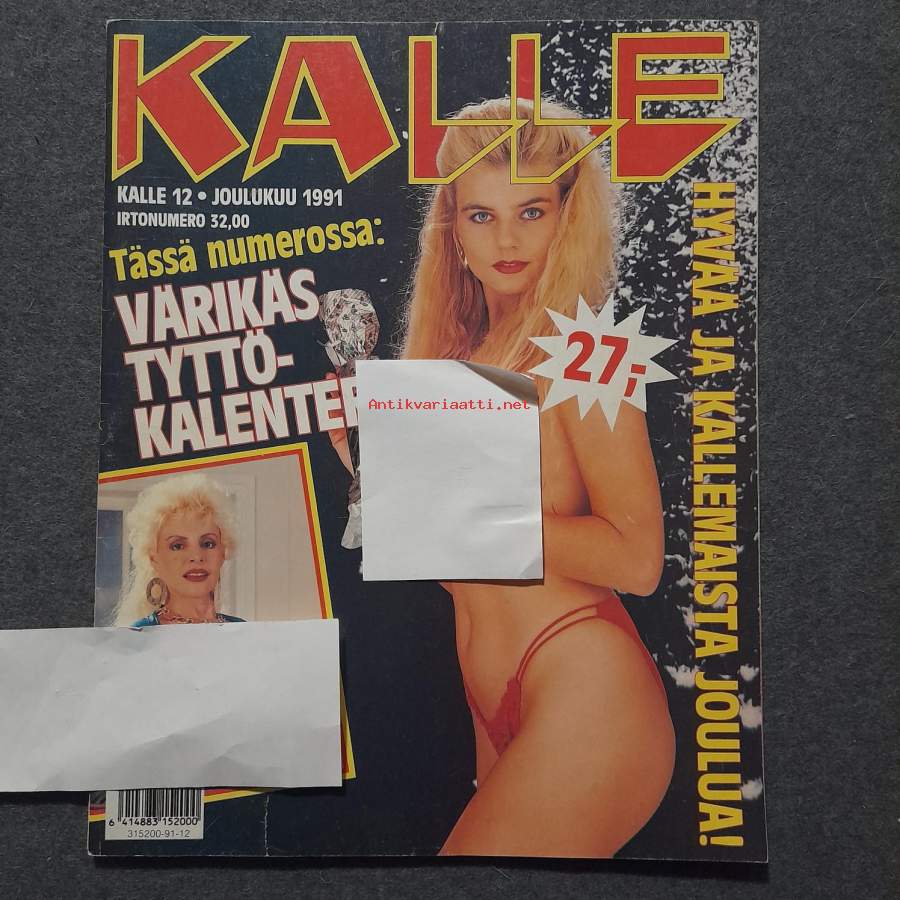 KALLE
KALLE 12 • JOULUKUU 1991
IRTONUMERO 32,00
Tässä numerossa:
VÄRIKÄS
TYTTÖ-
KALENTE
27,-
HYVÄÄ JA KALLEMAISTA JOULUA!
Antikvariaatti.net
6 414883 152000
315200-91-12